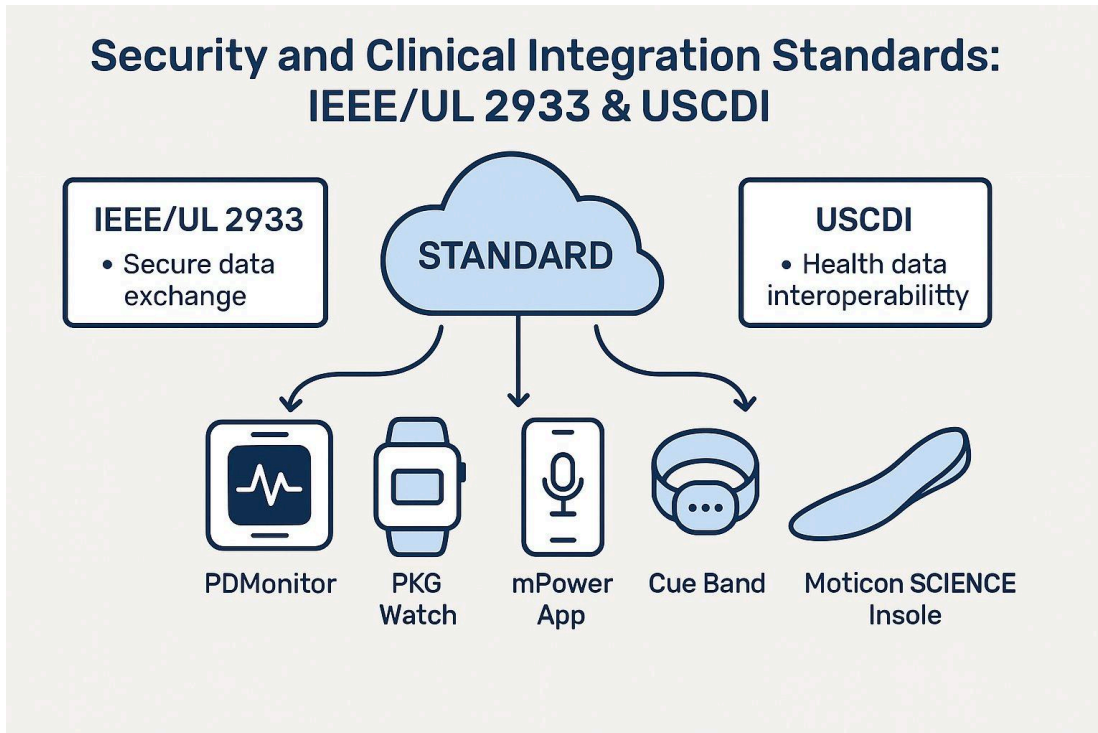 Security and Clinical Integration Standards:
IEEE/UL 2933 & USCDI
IEEE/UL 2933
• Secure data
exchange
STANDARD
USCDI
• Health data
interoperabilitty
PDMonitor
PKG
Watch
mPower
App
Cue Band
Moticon SCIENCE
Insole